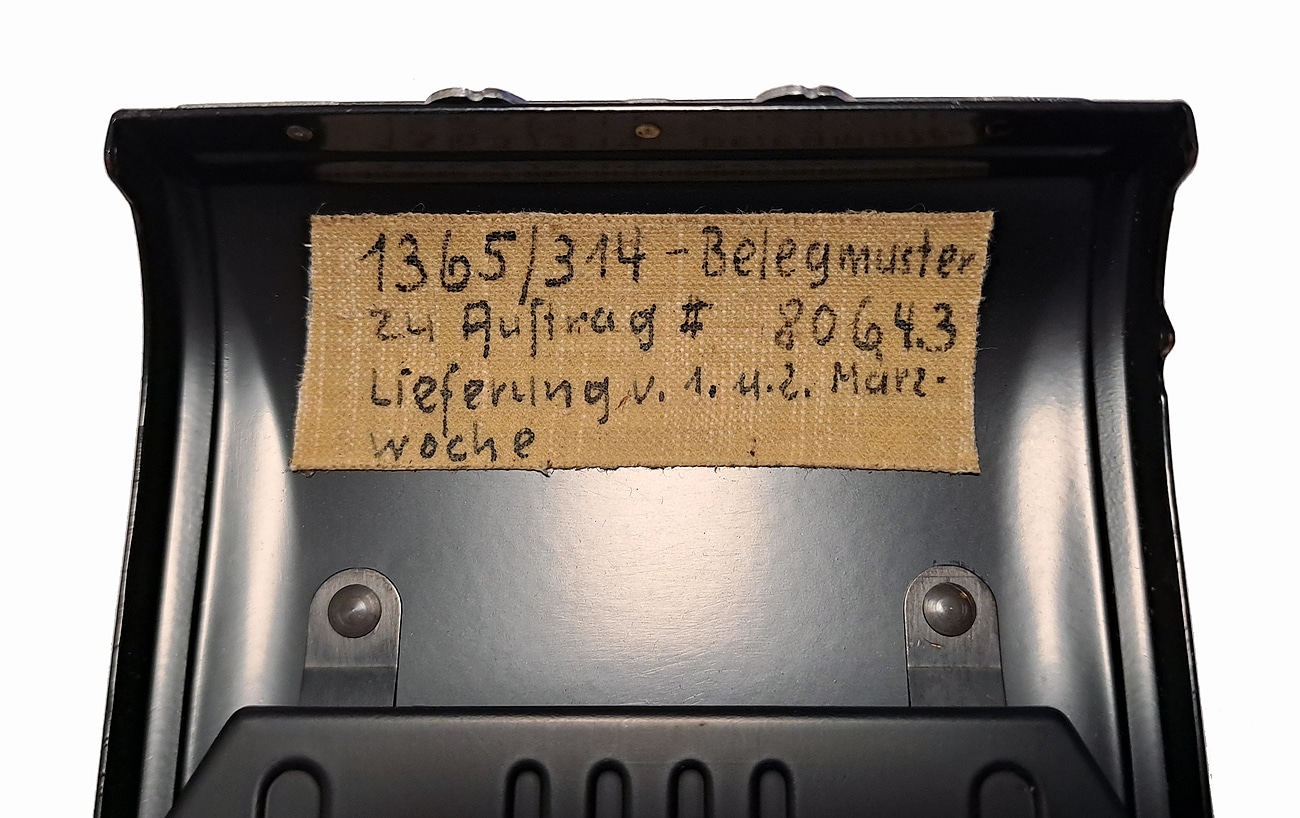 1365/314 - Belegmuster
zu Auftrag # 8064.3
Lieferung v. 1. u. 2. März-
woche